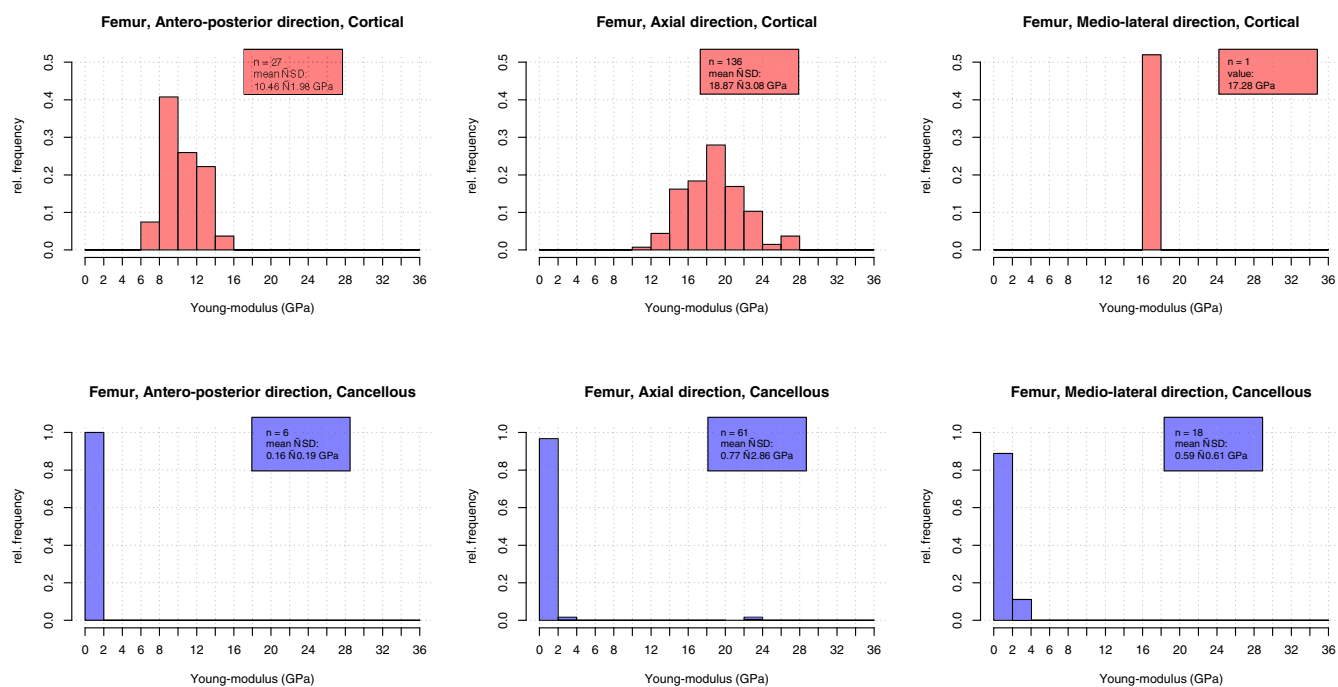 Femur, Antero-posterior direction, Cortical
n = 27
mean ÑSD:
10.46 Ñ1.98 GPa
rel. frequency
0.5
0.4
0.3
0.2
0.1
0.0
0 2 4 6 8 12 16 20 24 28 32 36
Young-modulus (GPa)
Femur, Axial direction, Cortical
n = 136
mean ÑSD:
18.87 Ñ3.08 GPa
rel. frequency
0.5
0.4
0.3
0.2
0.1
0.0
0 2 4 6 8 12 16 20 24 28 32 36
Young-modulus (GPa)
Femur, Medio-lateral direction, Cortical
n = 1
value:
17.28 GPa
rel. frequency
0.5
0.4
0.3
0.2
0.1
0.0
0 2 4 6 8 12 16 20 24 28 32 36
Young-modulus (GPa)
Femur, Antero-posterior direction, Cancellous
n = 6
mean ÑSD:
0.16 Ñ0.19 GPa
rel. frequency
1.0
0.8
0.6
0.4
0.2
0.0
0 2 4 6 8 12 16 20 24 28 32 36
Young-modulus (GPa)
Femur, Axial direction, Cancellous
n = 61
mean ÑSD:
0.77 Ñ2.86 GPa
rel. frequency
1.0
0.8
0.6
0.4
0.2
0.0
0 2 4 6 8 12 16 20 24 28 32 36
Young-modulus (GPa)
Femur, Medio-lateral direction, Cancellous
n = 18
mean ÑSD:
0.59 Ñ0.61 GPa
rel. frequency
1.0
0.8
0.6
0.4
0.2
0.0
0 2 4 6 8 12 16 20 24 28 32 36
Young-modulus (GPa)